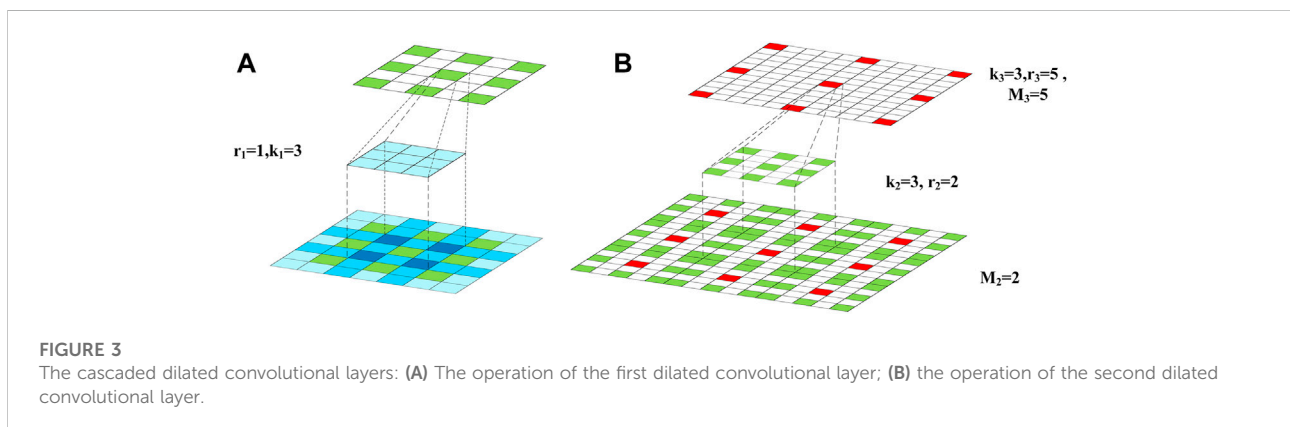 A
B
k₃=3,r₃=5 ,
M₃=5
r₁=1,k₁=3
k₂=3, r₂=2
M₂=2
FIGURE 3
The cascaded dilated convolutional layers: (A) The operation of the first dilated convolutional layer; (B) the operation of the second dilated
convolutional layer.